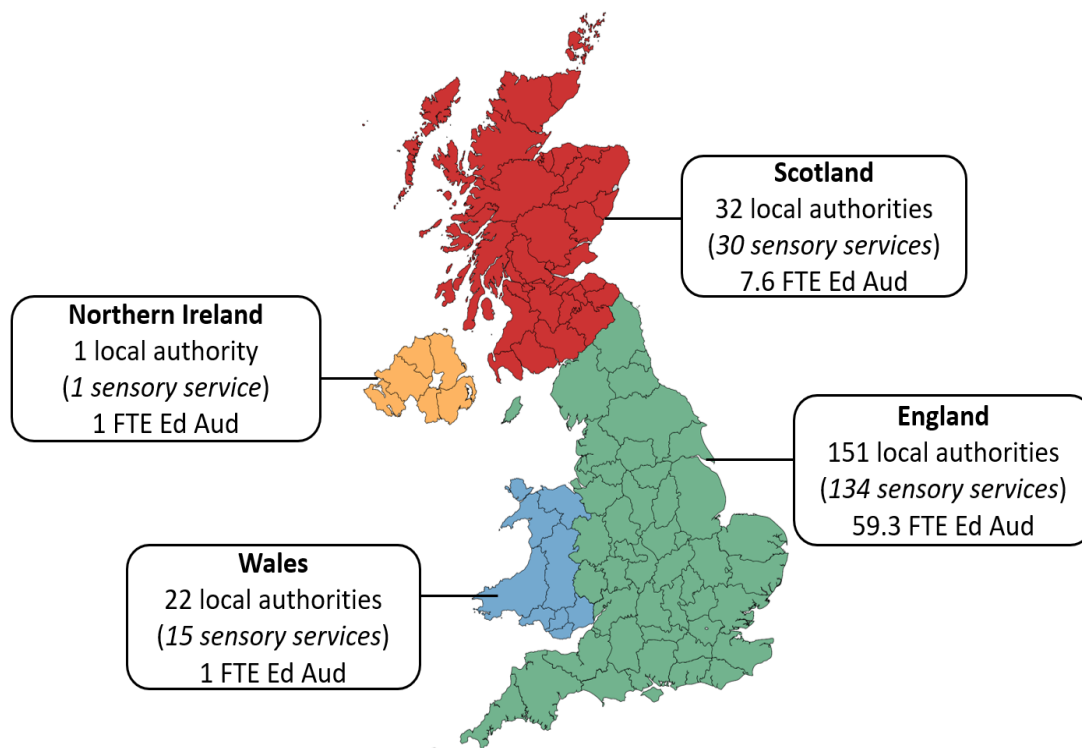 Scotland
32 local authorities
(30 sensory services)
7.6 FTE Ed Aud
Northern Ireland
1 local authority
(1 sensory service)
1 FTE Ed Aud
England
151 local authorities
(134 sensory services)
59.3 FTE Ed Aud
Wales
22 local authorities
(15 sensory services)
1 FTE Ed Aud